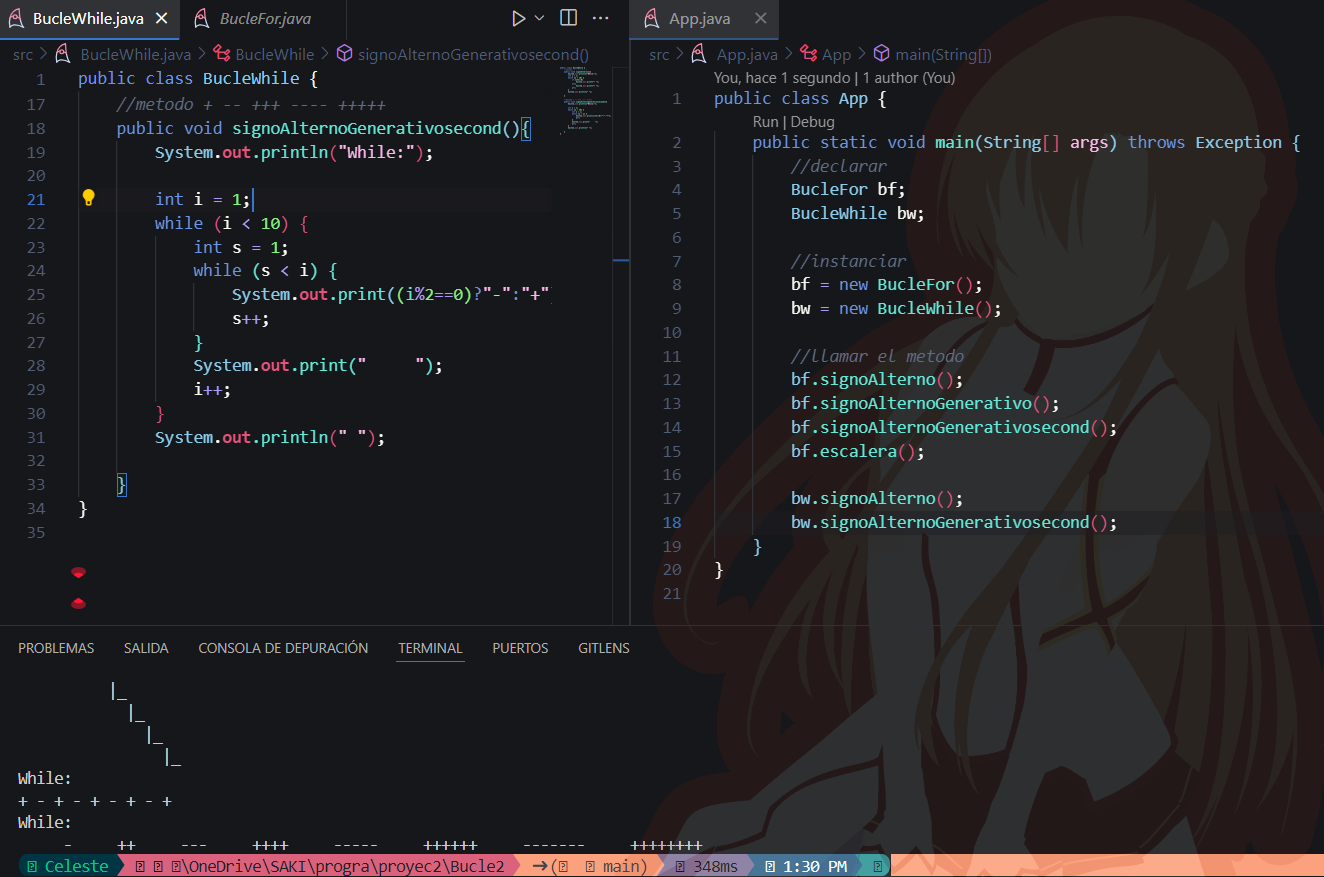 BucleWhile.java
BucleFor.java
src > BucleWhile.java > BucleWhile > signoAlternoGenerativosecond()
1 public class BucleWhile {
17 //metodo + -- +++ ---- +++++
18 public void signoAlternoGenerativosecond(){
19 System.out.println("While:");
20
21 int i = 1;
22 while (i < 10) {
23 int s = 1;
24 while (s < i) {
25 System.out.print((i%2==0)?"-":"+"
26 s++;
27 }
28 System.out.print("     ");
29 i++;
30 }
31 System.out.println(" ");
32
33 }
34 }
35
App.java
src > App.java > App > main(String[])
You, hace 1 segundo | 1 author (You)
1 public class App {
Run | Debug
2 public static void main(String[] args) throws Exception {
3 //declarar
4 BucleFor bf;
5 BucleWhile bw;
6
7 //instanciar
8 bf = new BucleFor();
9 bw = new BucleWhile();
10
11 //llamar el metodo
12 bf.signoAlterno();
13 bf.signoAlternoGenerativo();
14 bf.signoAlternoGenerativosecond();
15 bf.escalera();
16
17 bw.signoAlterno();
18 bw.signoAlternoGenerativosecond();
19 }
20 }
21
PROBLEMAS SALIDA CONSOLA DE DEPURACIÓN TERMINAL PUERTOS GITLENS
|_
|_
|_
|_
While:
+ - + - + - + - +
While:
-     ++     ---     ++++     -----     ++++++     -------     ++++++++
Celeste \OneDrive\SAKI\progra\proyec2\Bucle2 →( main) 348ms 1:30 PM